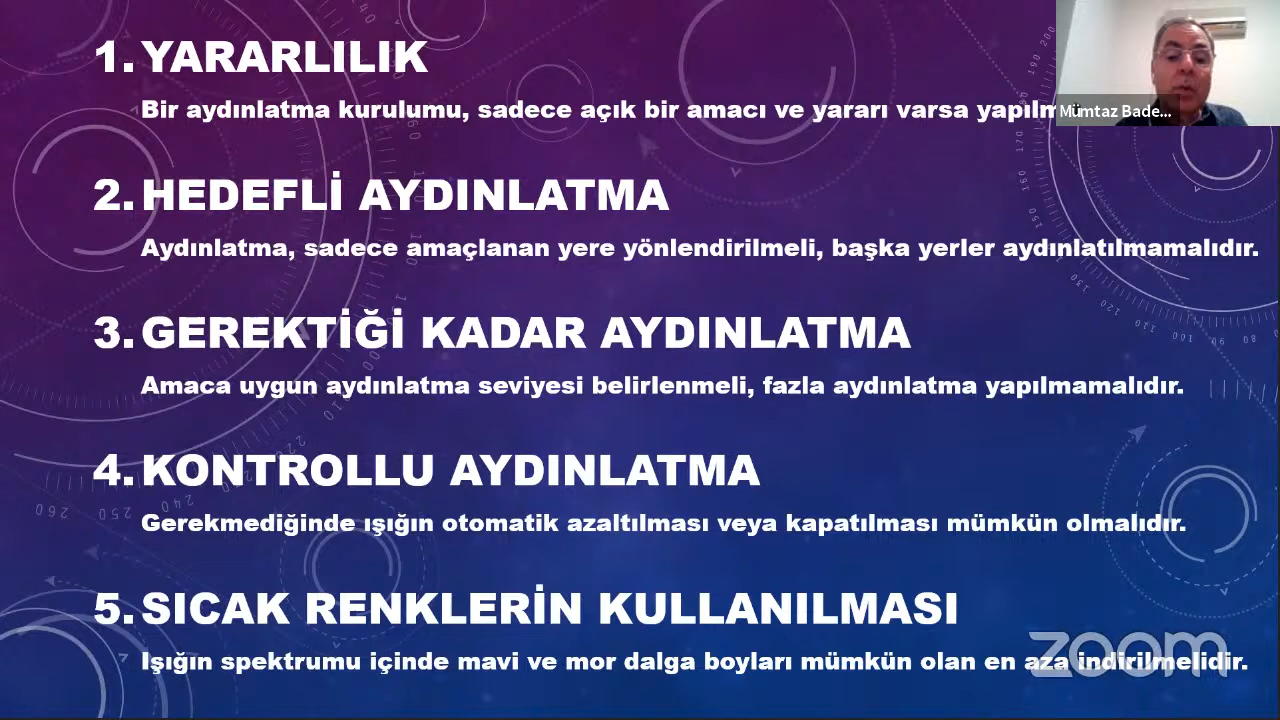 1. YARARLILIK
Bir aydınlatma kurulumu, sadece açık bir amacı ve yararı varsa
Mümtaz Bade...
2. HEDEFLİ AYDINLATMA
Aydınlatma, sadece amaçlanan yere yönlendirilmeli, başka yerler aydınlatılmamalıdır.
3. GEREKTİĞİ KADAR AYDINLATMA
Amaca uygun aydınlatma seviyesi belirlenmeli, fazla aydınlatma yapılmamalıdır.
4. KONTROLLU AYDINLATMA
Gerekmediğinde ışığın otomatik azaltılması veya kapatılması mümkün olmalıdır.
5. SICAK RENKLERİN KULLANILMASI
Işığın spektrumu içinde mavi ve mor dalga boyları mümkün olan en aza indirilmelidir.
zoom